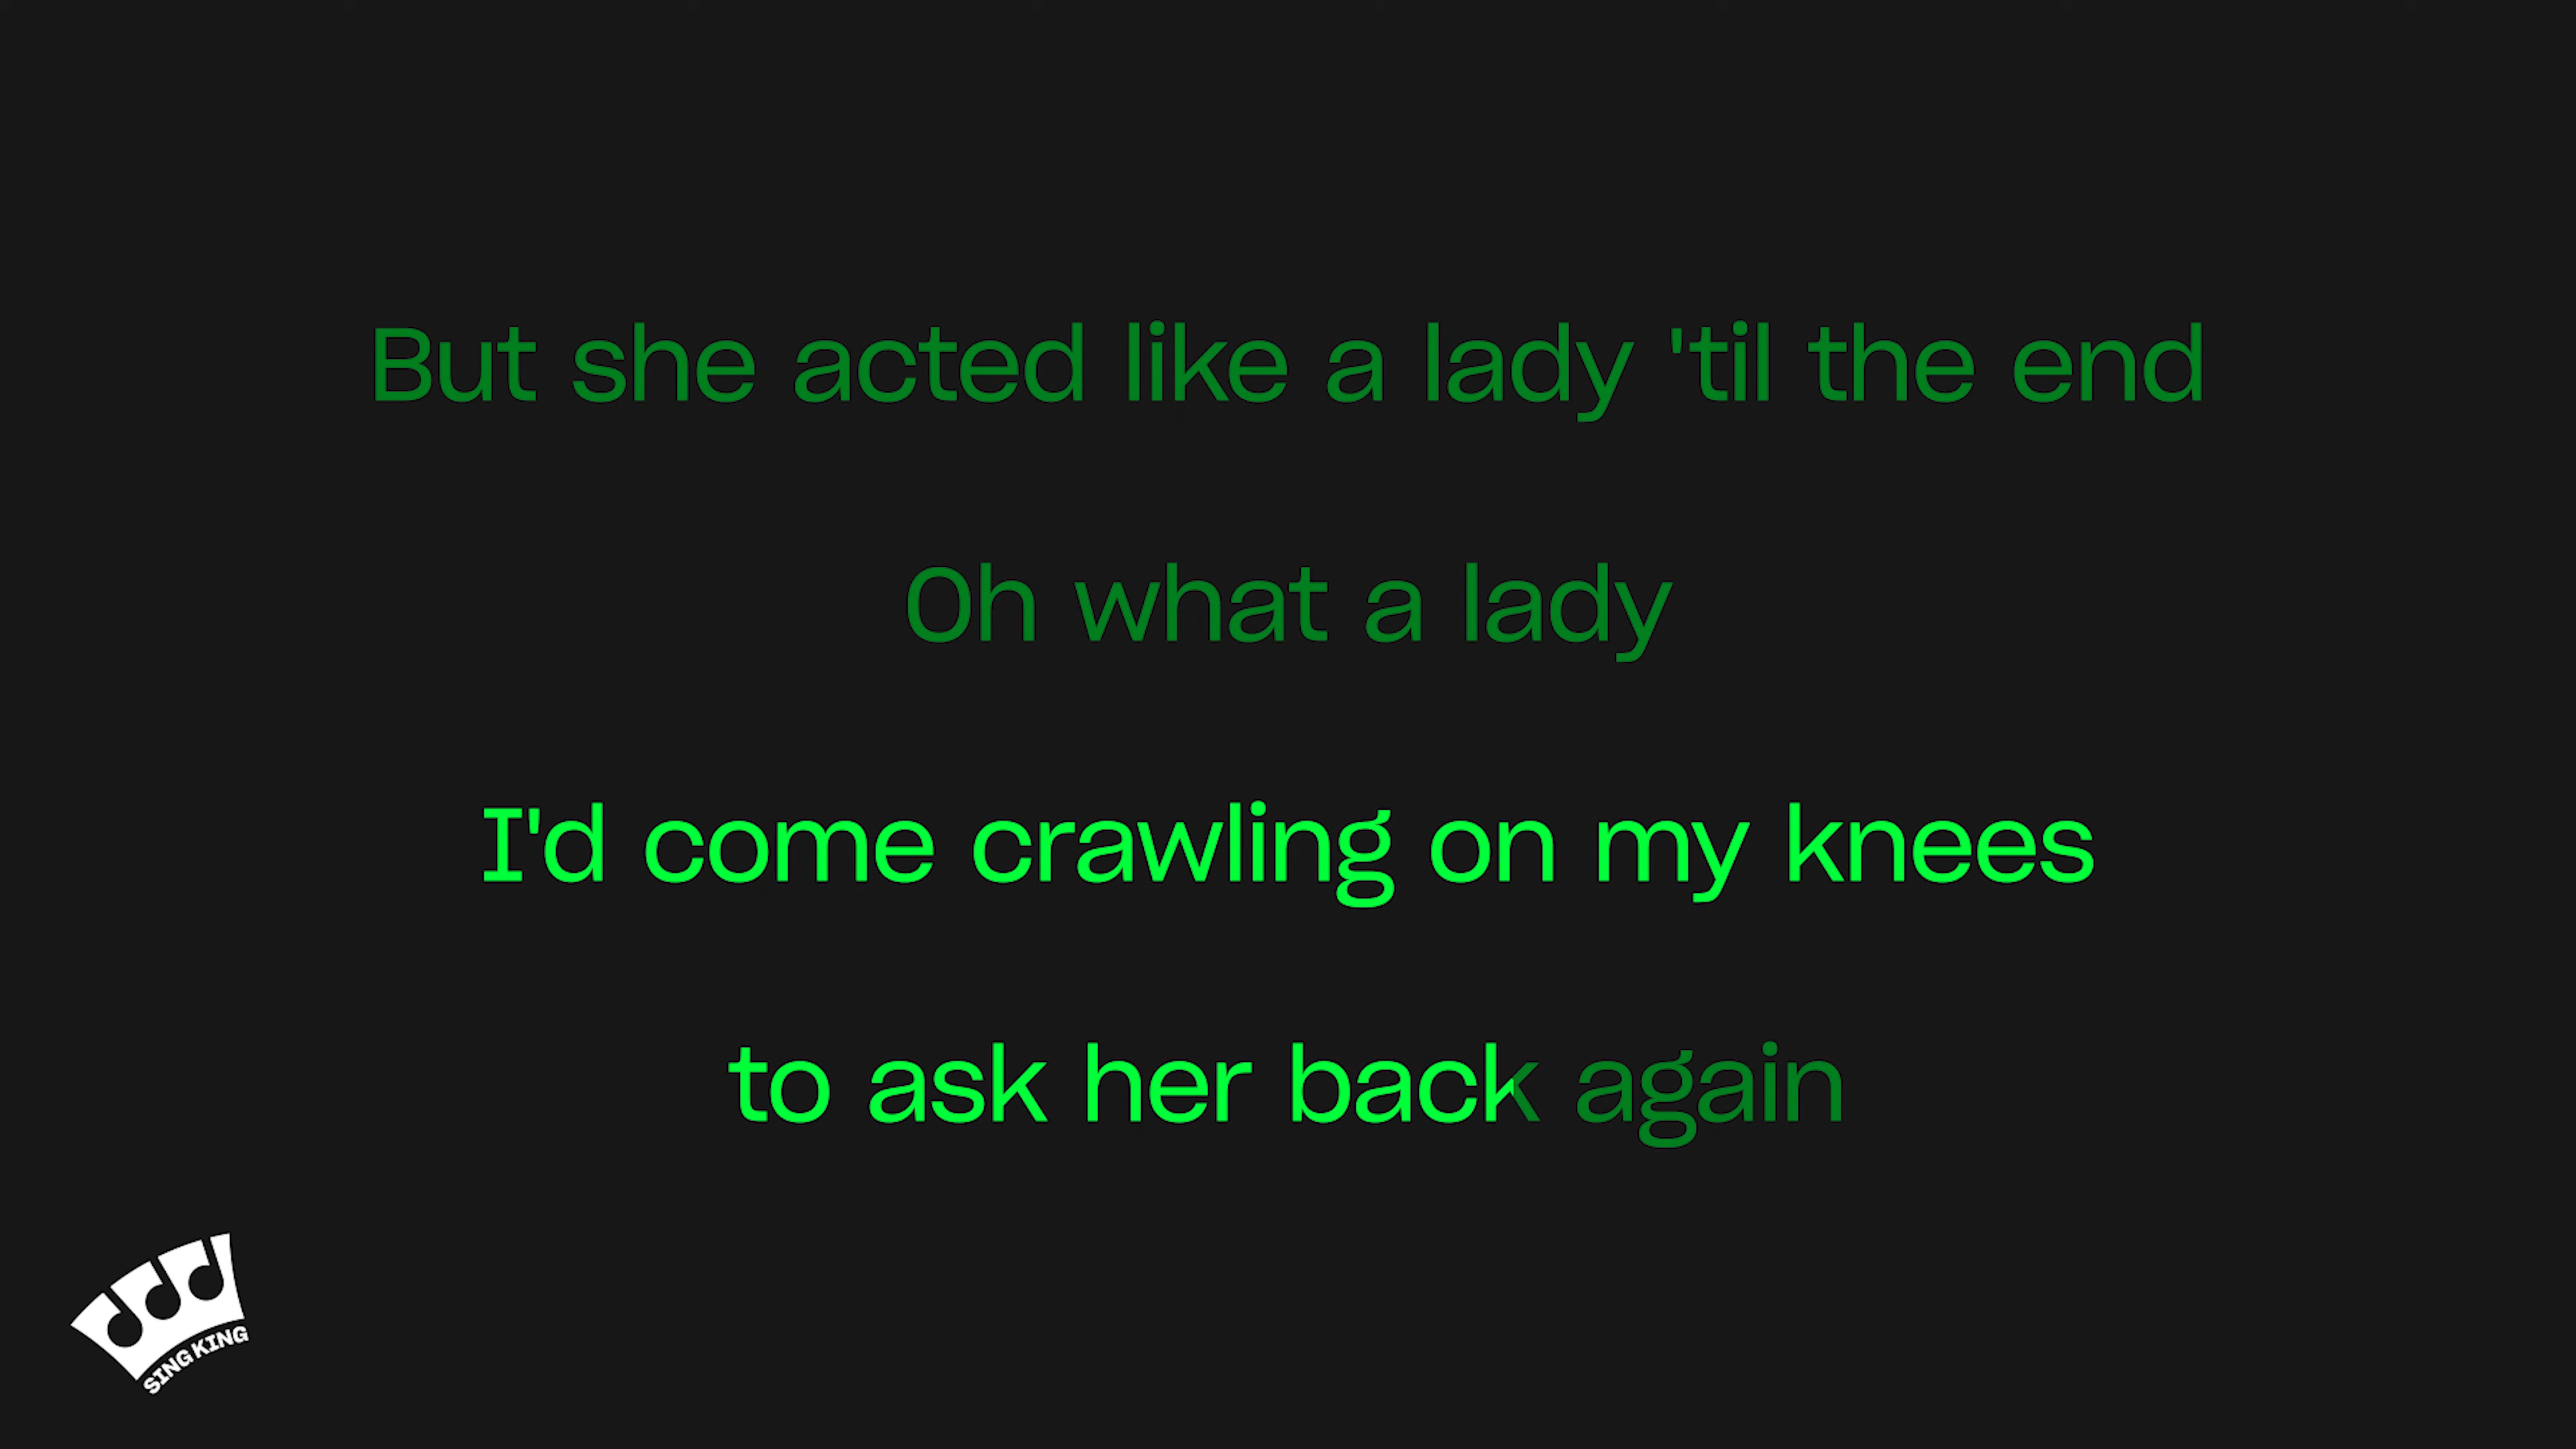 But she acted like a lady 'til the end
Oh what a lady
I'd come crawling on my knees
to ask her back again
SING KING